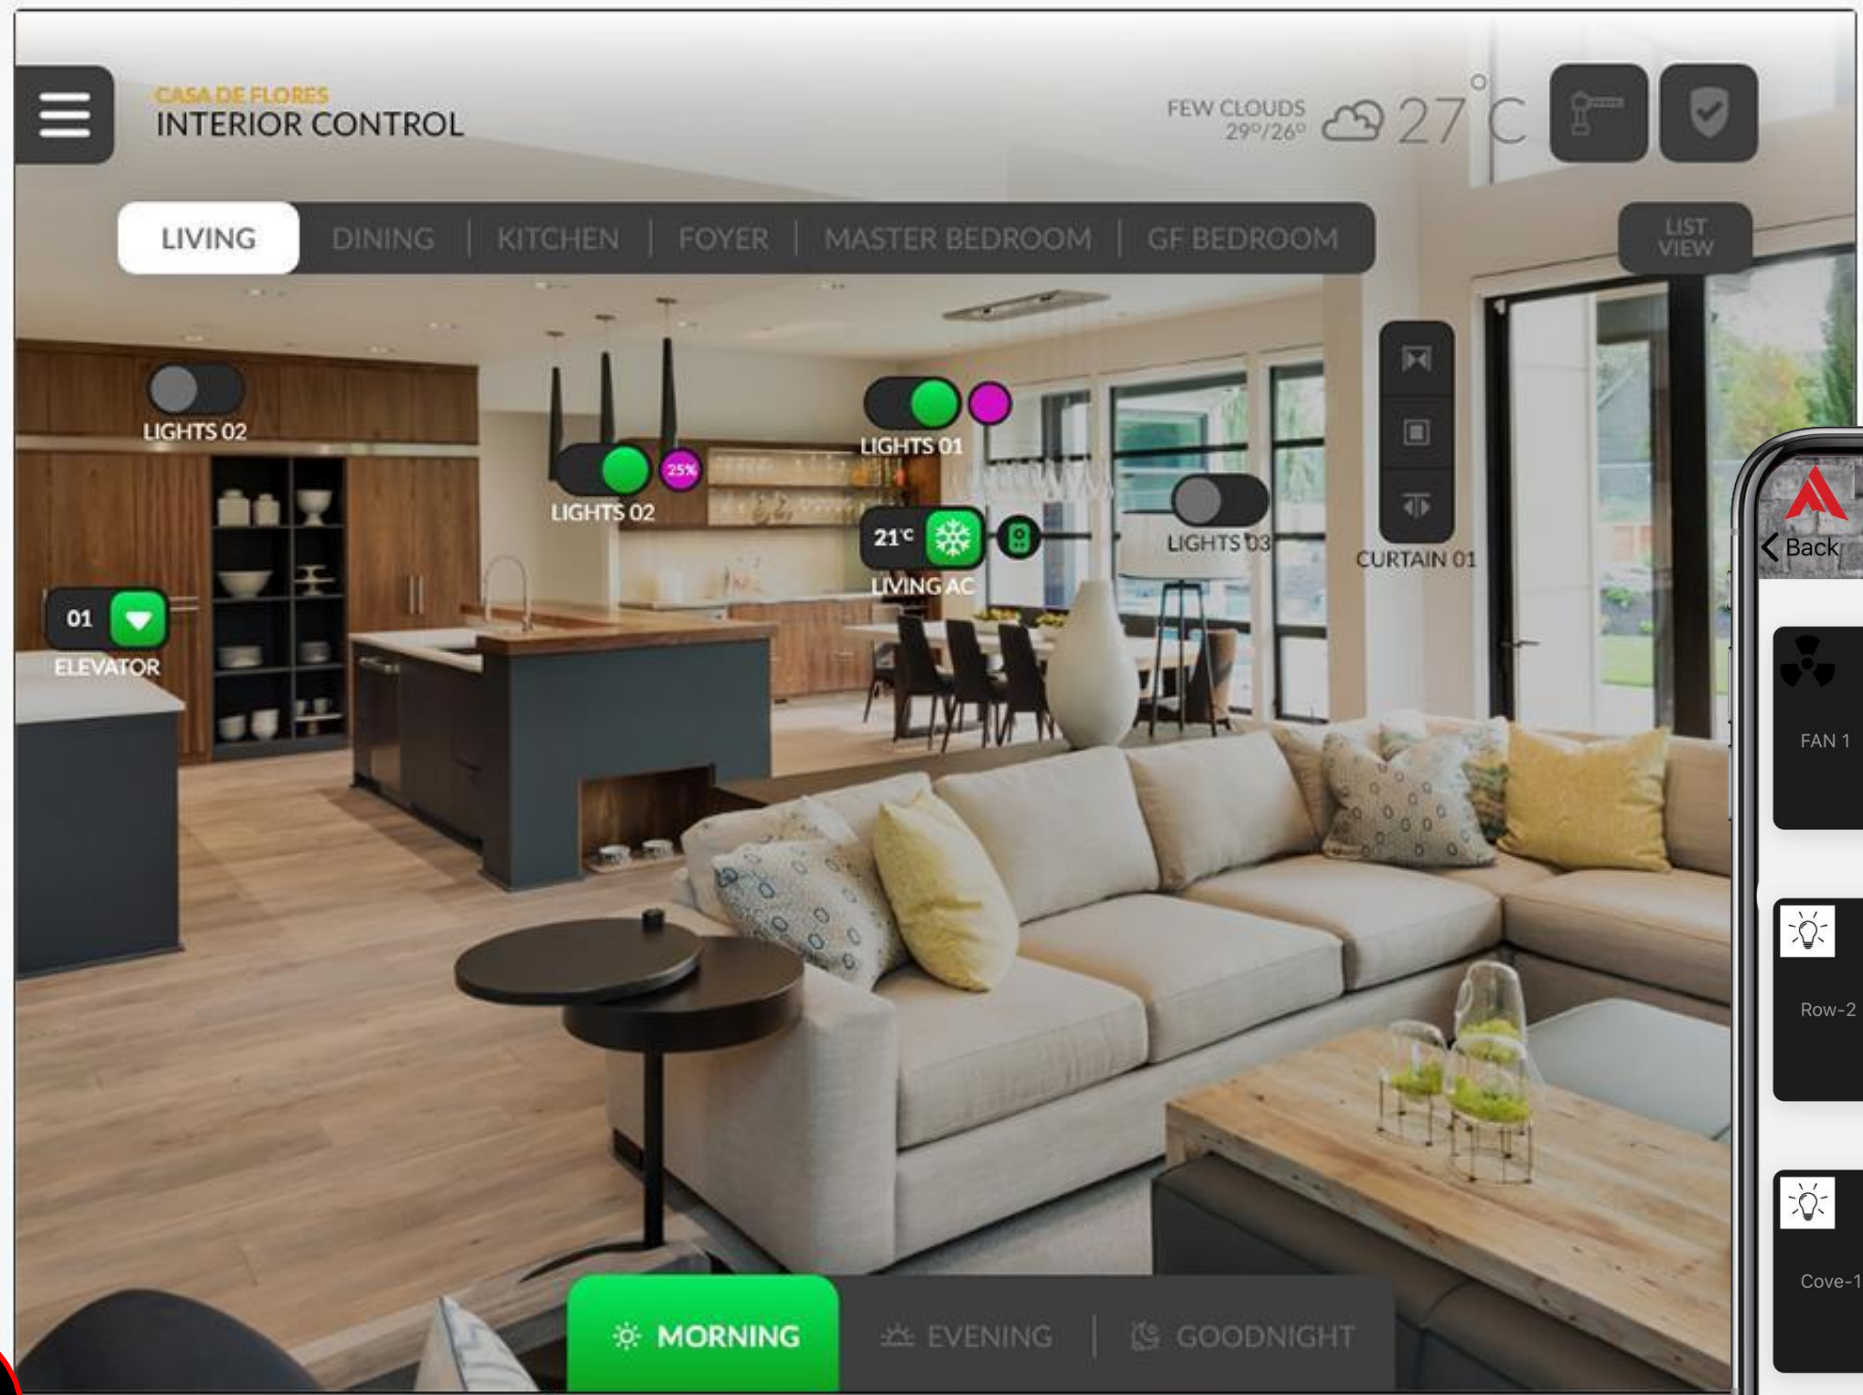 CASA DE FLORES
INTERIOR CONTROL
FEW CLOUDS
29º/26º
27°C
LIVING
DINING
KITCHEN
FOYER
MASTER BEDROOM
GF BEDROOM
LIST
VIEW
LIGHTS 02
LIGHTS 01
25%
LIGHTS 02
21°C
LIVING AC
LIGHTS 03
CURTAIN 01
Back
01
ELEVATOR
FAN 1
Row-2
Cove-1
MORNING
EVENING
GOODNIGHT